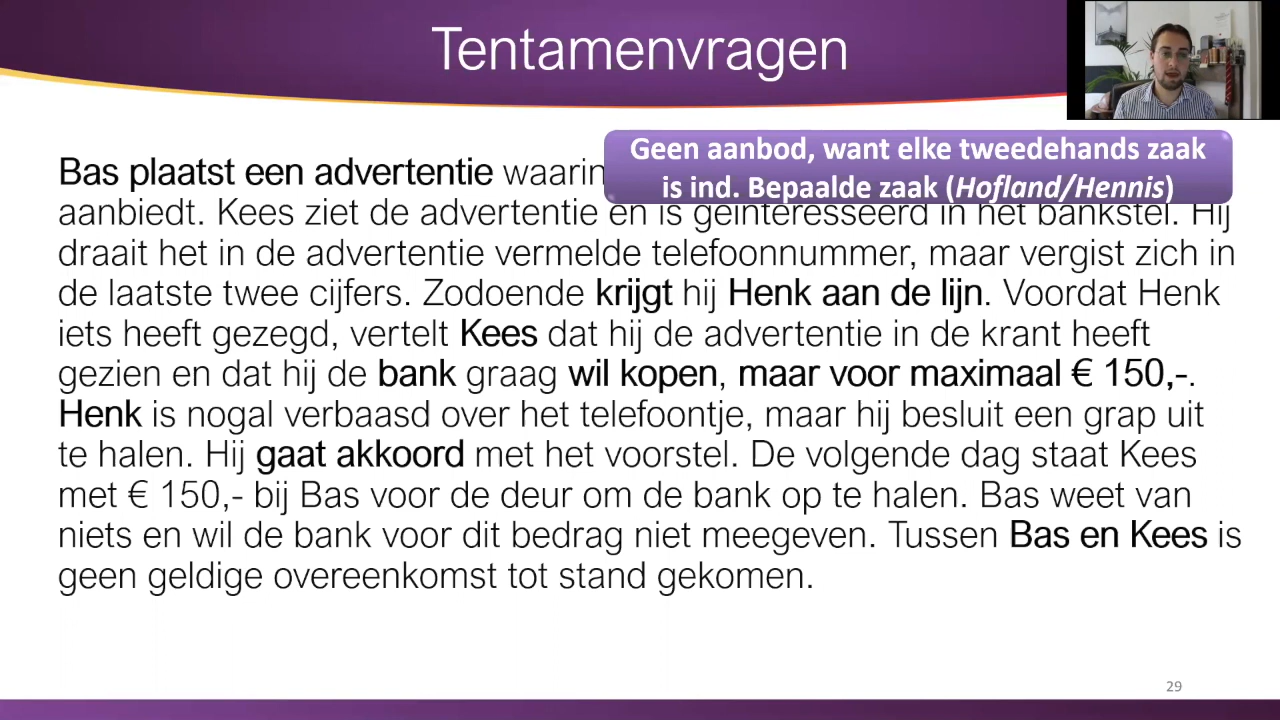 Tentamenvragen
Geen aanbod, want elke tweedehands zaak
is ind. Bepaalde zaak (Hofland/Hennis)
Bas plaatst een advertentie waarin
aanbiedt. Kees ziet de advertentie en is geïnteresseerd in het bankstel. Hij
draait het in de advertentie vermelde telefoonnummer, maar vergist zich in
de laatste twee cijfers. Zodoende krijgt hij Henk aan de lijn. Voordat Henk
iets heeft gezegd, vertelt Kees dat hij de advertentie in de krant heeft
gezien en dat hij de bank graag wil kopen, maar voor maximaal € 150,-.
Henk is nogal verbaasd over het telefoontje, maar hij besluit een grap uit
te halen. Hij gaat akkoord met het voorstel. De volgende dag staat Kees
met € 150,- bij Bas voor de deur om de bank op te halen. Bas weet van
niets en wil de bank voor dit bedrag niet meegeven. Tussen Bas en Kees is
geen geldige overeenkomst tot stand gekomen.
29